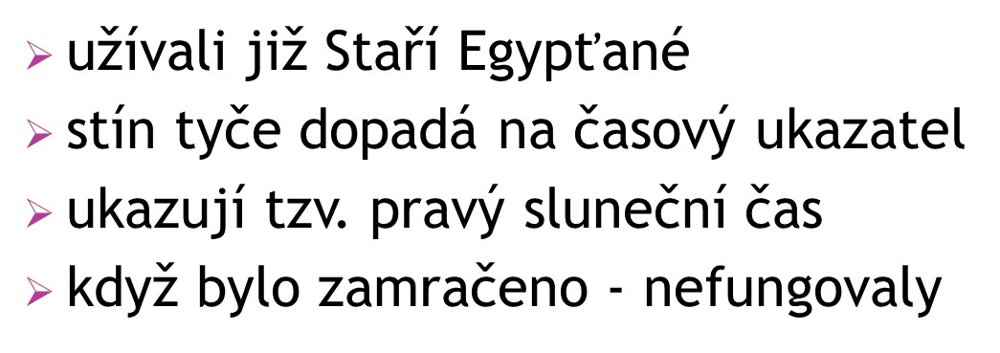 užívali již Staří Egypťané
stín tyče dopadá na časový ukazatel
ukazují tzv. pravý sluneční čas
když bylo zamračeno - nefungovaly